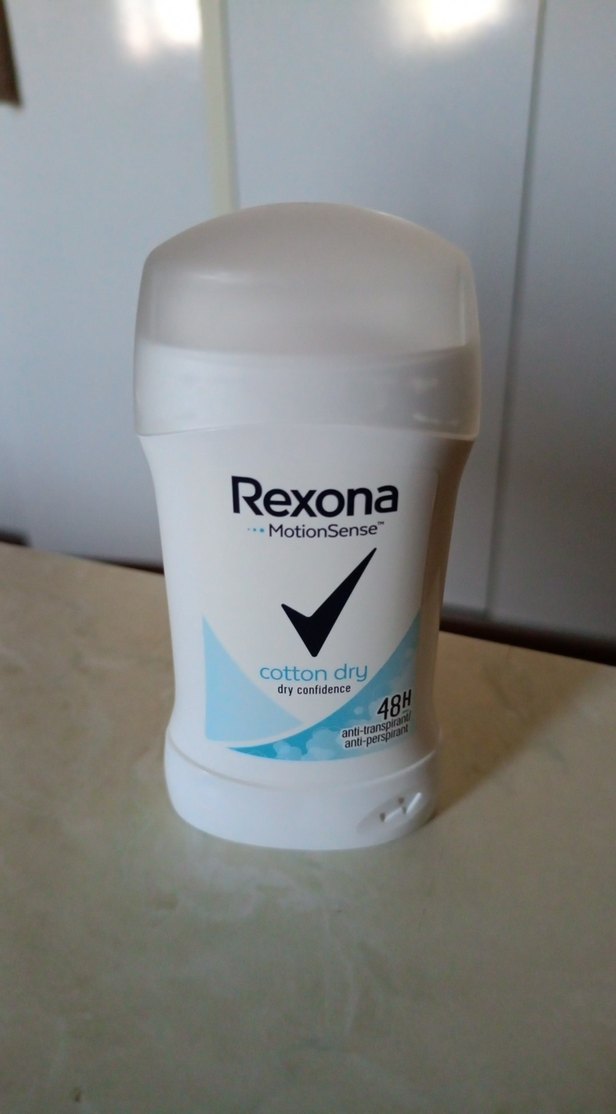 Rexona
MotionSense™
cotton dry
dry confidence
48H
anti-transpirant/
anti-perspirant